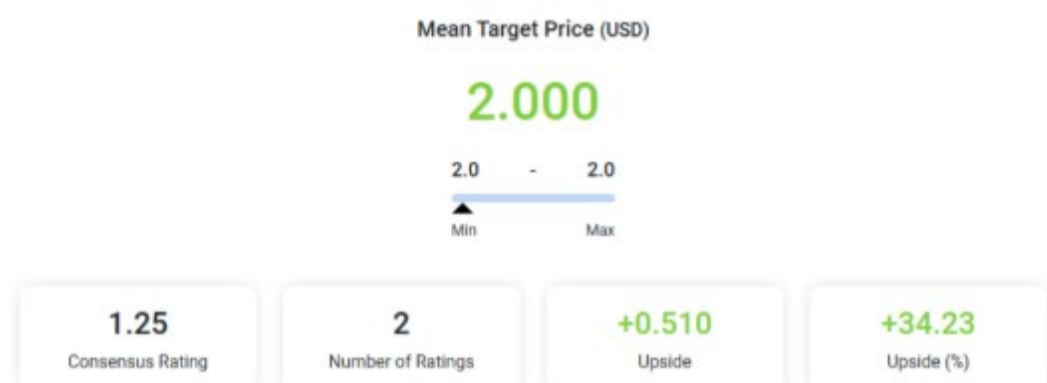 Mean Target Price (USD)
2.000
2.0 - 2.0
Min Max
1.25 2 +0.510 +34.23
Consensus Rating Number of Ratings Upside Upside (%)